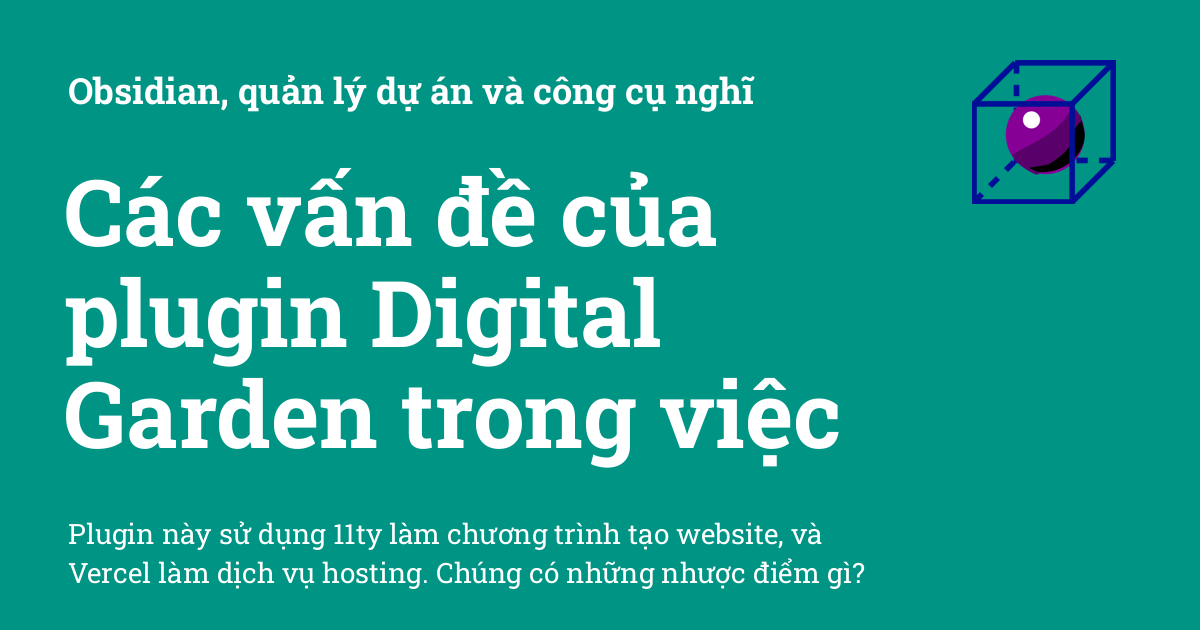 Obsidian, quản lý dự án và công cụ nghĩ
Các vấn đề của
plugin Digital
Garden trong việc
Plugin này sử dụng 11ty làm chương trình tạo website, và
Vercel làm dịch vụ hosting. Chúng có những nhược điểm gì?